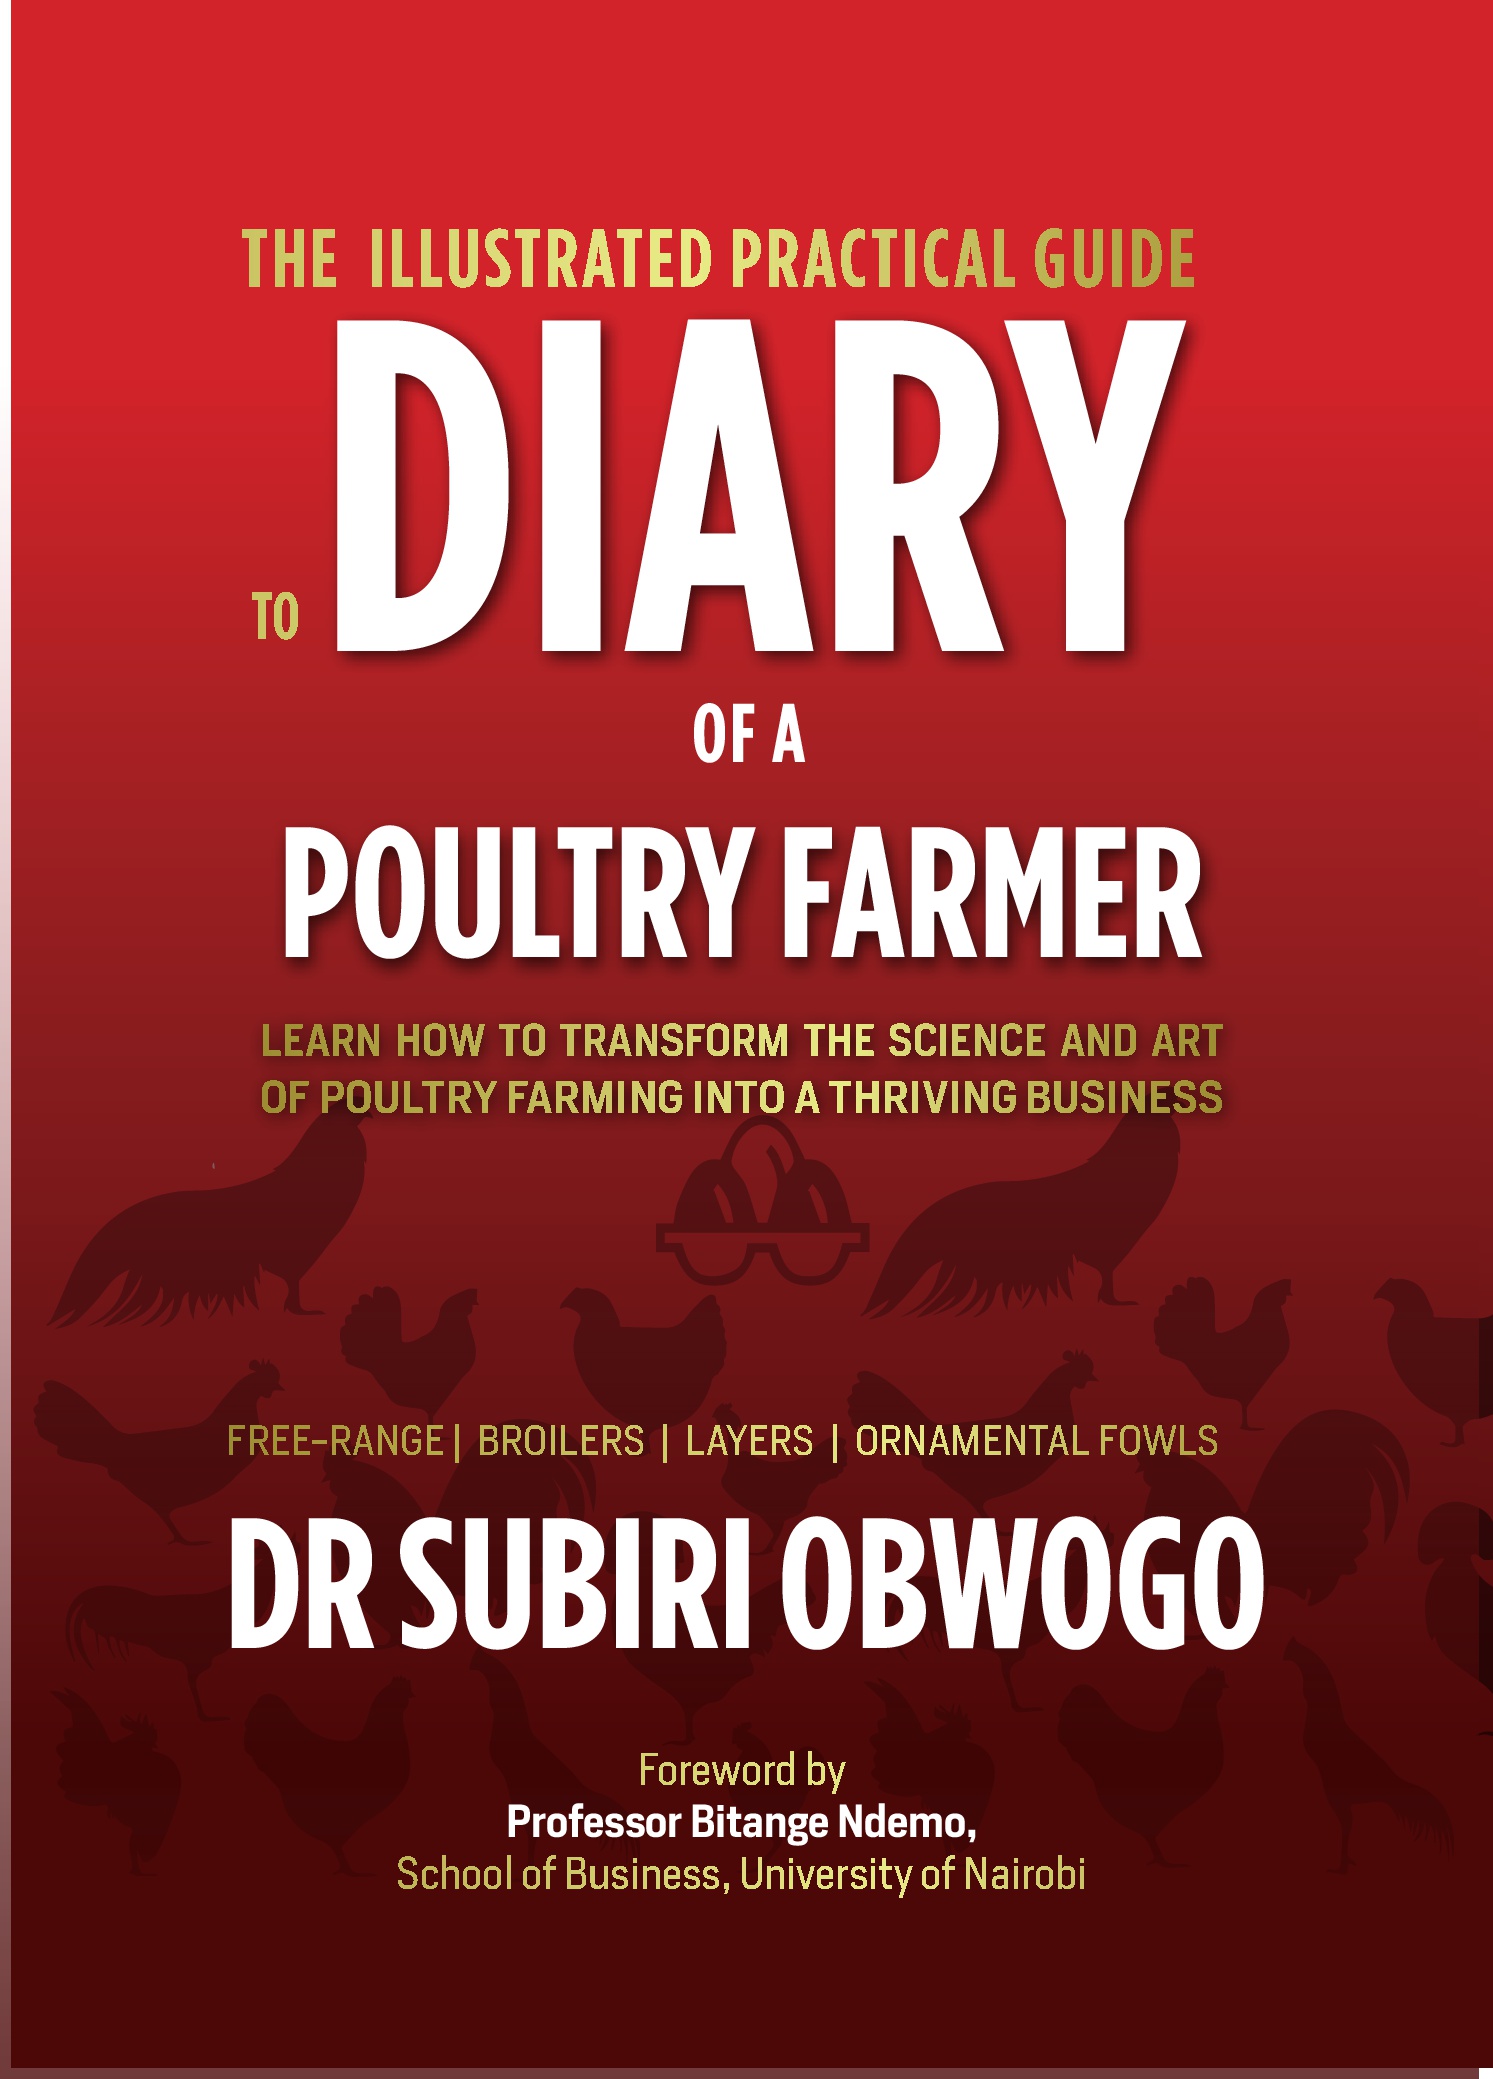 THE ILLUSTRATED PRACTICAL GUIDE
TO DIARY
OF A
POULTRY FARMER
LEARN HOW TO TRANSFORM THE SCIENCE AND ART
OF POULTRY FARMING INTO A THRIVING BUSINESS
FREE-RANGE | BROILERS | LAYERS | ORNAMENTAL FOWLS
DR SUBIRI OBWOGO
Foreword by
Professor Bitange Ndemo,
School of Business, University of Nairobi